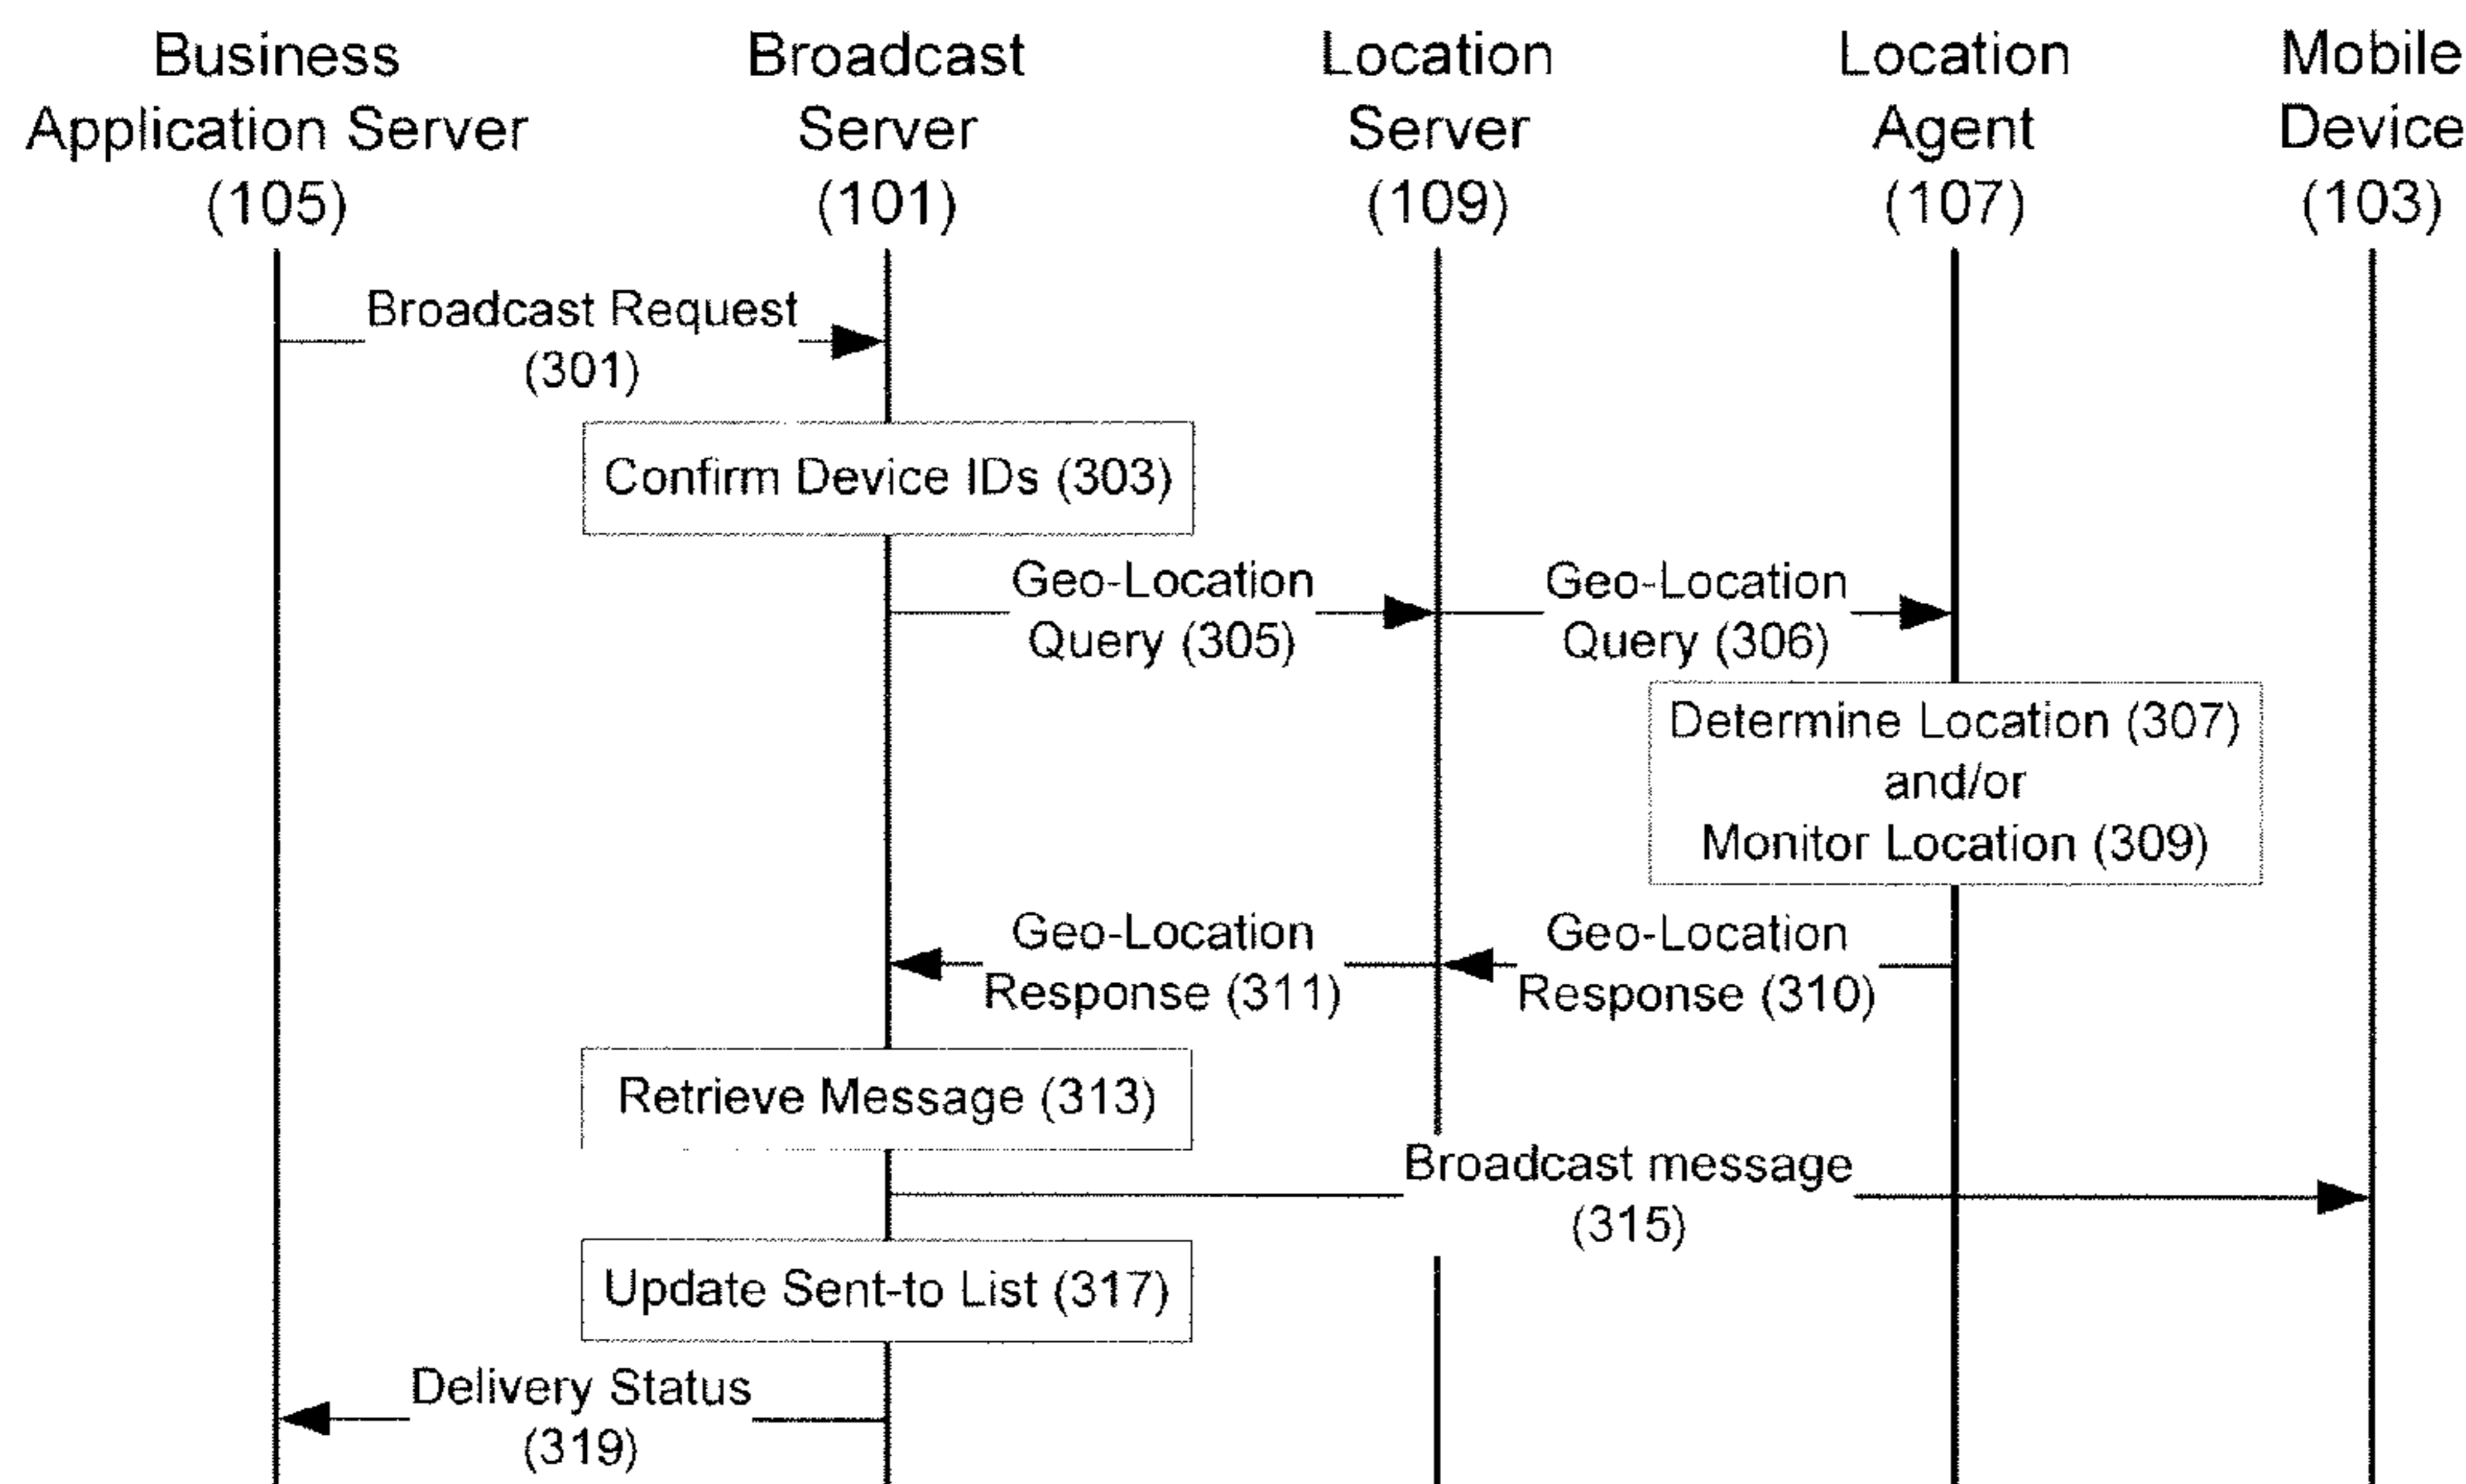 Business
Application Server
(105)
Broadcast
Server
(101)
Location
Server
(109)
Location
Agent
(107)
Mobile
Device
(103)
Broadcast Request
(301)
Confirm Device IDs (303)
Geo-Location
Query (305)
Geo-Location
Query (306)
Determine Location (307)
and/or
Monitor Location (309)
Geo-Location
Response (311)
Geo-Location
Response (310)
Retrieve Message (313)
Broadcast message
(315)
Update Sent-to List (317)
Delivery Status
(319)